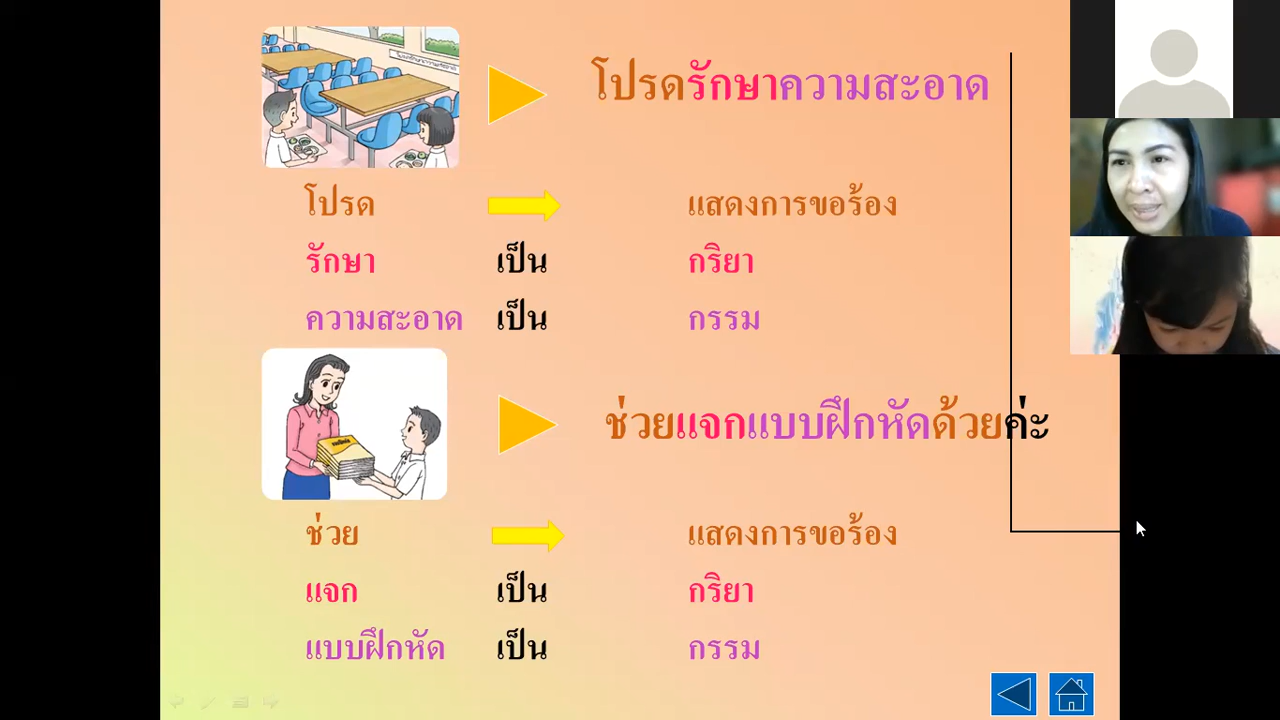 โปรดรักษาความสะอาด
โปรด แสดงการขอร้อง
รักษา เป็น กริยา
ความสะอาด เป็น กรรม
ช่วยแจกแบบฝึกหัดด้วยค่ะ
ช่วย แสดงการขอร้อง
แจก เป็น กริยา
แบบฝึกหัด เป็น กรรม